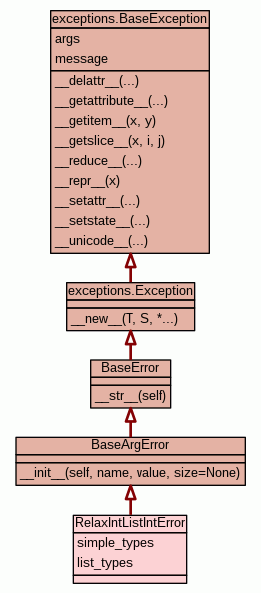 exceptions.BaseException
args
message
__delattr__(...)
__getattribute__(...)
__getitem__(x, y)
__getslice__(x, i, j)
__reduce__(...)
__repr__(x)
__setattr__(...)
__setstate__(...)
__unicode__(...)
exceptions.Exception
__new__(T, S, *...)
BaseError
__str__(self)
BaseArgError
__init__(self, name, value, size=None)
RelaxIntListIntError
simple_types
list_types